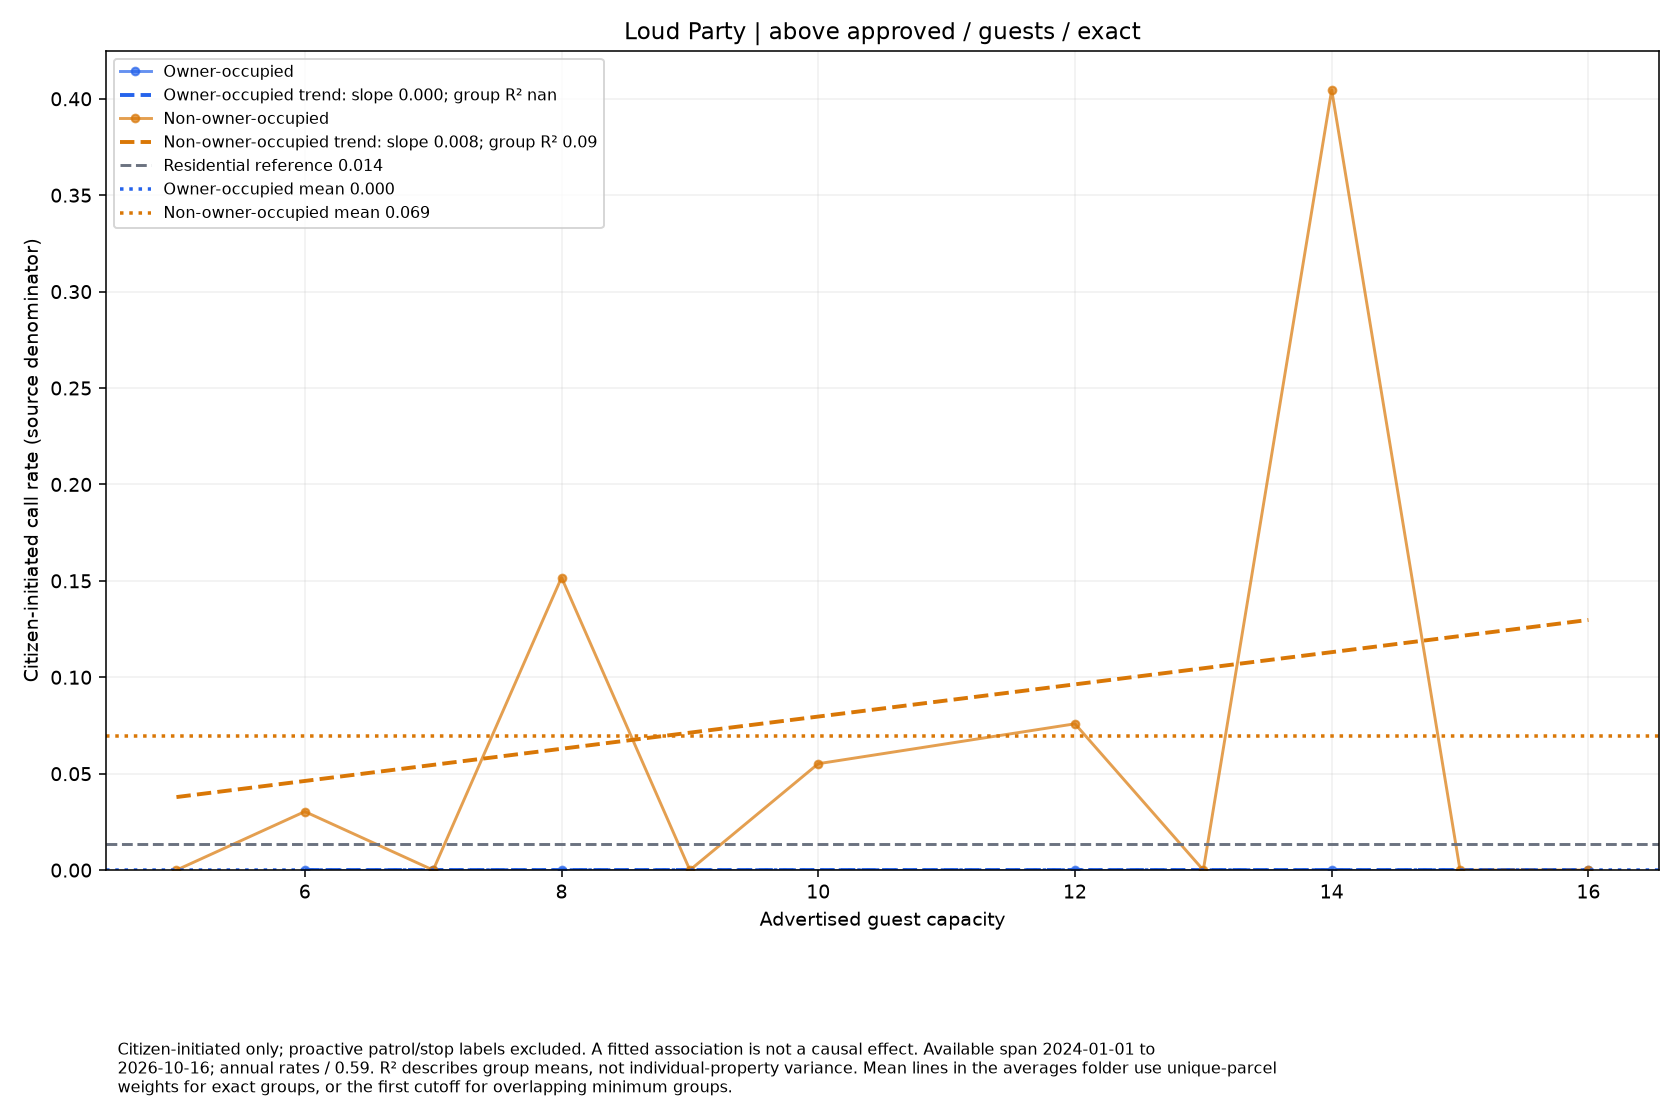 Loud Party | above approved / guests / exact
Owner-occupied
Owner-occupied trend: slope 0.000; group R² nan
Non-owner-occupied
Non-owner-occupied trend: slope 0.008; group R² 0.09
Residential reference 0.014
Owner-occupied mean 0.000
Non-owner-occupied mean 0.069
Citizen-initiated call rate (source denominator)
0.40
0.35
0.30
0.25
0.20
0.15
0.10
0.05
0.00
6 8 10 12 14 16
Advertised guest capacity
Citizen-initiated only; proactive patrol/stop labels excluded. A fitted association is not a causal effect. Available span 2024-01-01 to
2026-10-16; annual rates / 0.59. R² describes group means, not individual-property variance. Mean lines in the averages folder use unique-parcel
weights for exact groups, or the first cutoff for overlapping minimum groups.